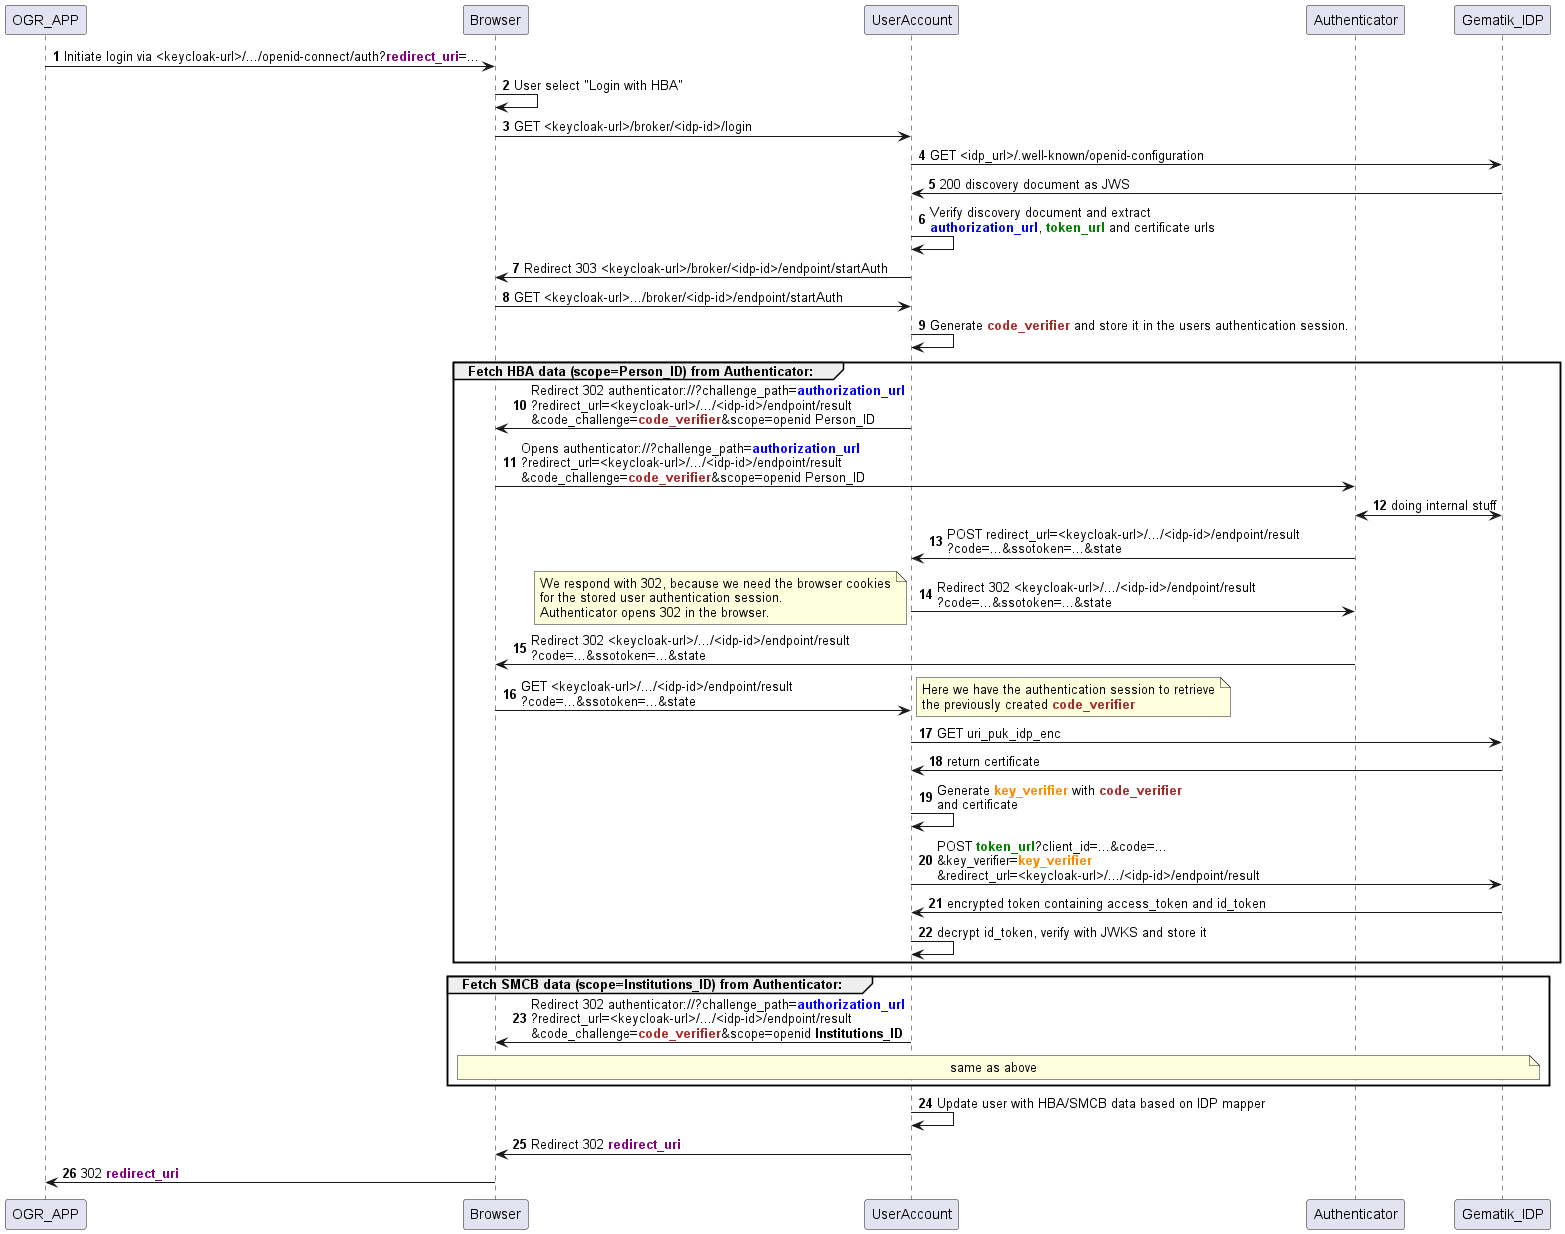 OGR_APP
Browser
UserAccount
Authenticator
Gematik_IDP
1 Initiate login via <keycloak-url>/.../openid-connect/auth?redirect_uri=...
2 User select "Login with HBA"
3 GET <keycloak-url>/broker/<idp-id>/login
4 GET <idp_url>/.well-known/openid-configuration
5 200 discovery document as JWS
6 Verify discovery document and extract
authorization_url, token_url and certificate urls
7 Redirect 303 <keycloak-url>/broker/<idp-id>/endpoint/startAuth
8 GET <keycloak-url>.../broker/<idp-id>/endpoint/startAuth
9 Generate code_verifier and store it in the users authentication session.
Fetch HBA data (scope=Person_ID) from Authenticator:
10 Redirect 302 authenticator://?challenge_path=authorization_url
?redirect_url=<keycloak-url>/.../<idp-id>/endpoint/result
&code_challenge=code_verifier&scope=openid Person_ID
11 Opens authenticator://?challenge_path=authorization_url
?redirect_url=<keycloak-url>/.../<idp-id>/endpoint/result
&code_challenge=code_verifier&scope=openid Person_ID
12 doing internal stuff
13 POST redirect_url=<keycloak-url>/.../<idp-id>/endpoint/result
?code=...&ssotoken=...&state
We respond with 302, because we need the browser cookies
for the stored user authentication session.
Authenticator opens 302 in the browser.
14 Redirect 302 <keycloak-url>/.../<idp-id>/endpoint/result
?code=...&ssotoken=...&state
15 Redirect 302 <keycloak-url>/.../<idp-id>/endpoint/result
?code=...&ssotoken=...&state
16 GET <keycloak-url>/.../<idp-id>/endpoint/result
?code=...&ssotoken=...&state
Here we have the authentication session to retrieve
the previously created code_verifier
17 GET uri_puk_idp_enc
18 return certificate
19 Generate key_verifier with code_verifier
and certificate
20 POST token_url?client_id=...&code=...
&key_verifier=key_verifier
&redirect_url=<keycloak-url>/.../<idp-id>/endpoint/result
21 encrypted token containing access_token and id_token
22 decrypt id_token, verify with JWKS and store it
Fetch SMCB data (scope=Institutions_ID) from Authenticator:
23 Redirect 302 authenticator://?challenge_path=authorization_url
?redirect_url=<keycloak-url>/.../<idp-id>/endpoint/result
&code_challenge=code_verifier&scope=openid Institutions_ID
same as above
24 Update user with HBA/SMCB data based on IDP mapper
25 Redirect 302 redirect_uri
26 302 redirect_uri
OGR_APP
Browser
UserAccount
Authenticator
Gematik_IDP